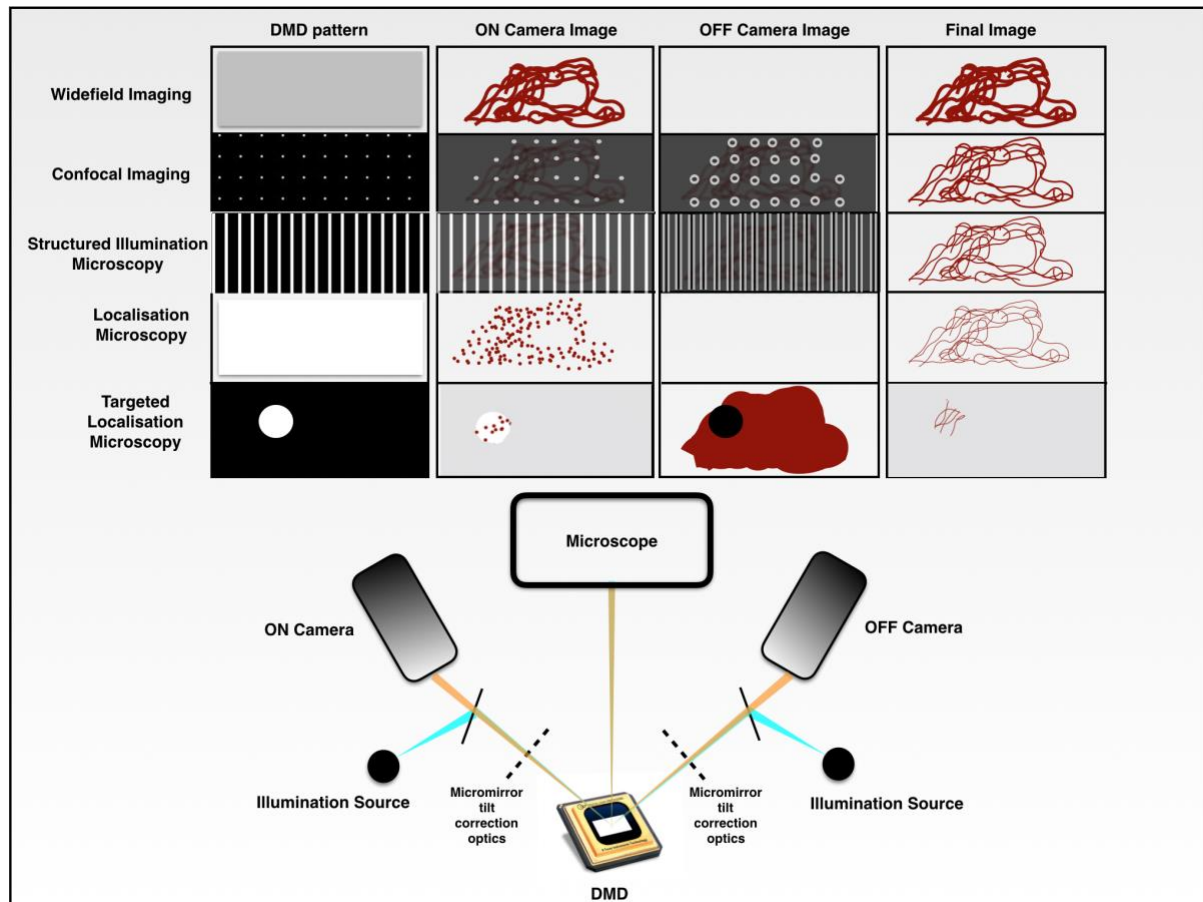 DMD pattern
ON Camera Image
OFF Camera Image
Final Image
Widefield Imaging
Confocal Imaging
Structured Illumination
Microscopy
Localisation
Microscopy
Targeted
Localisation
Microscopy
Microscope
ON Camera
OFF Camera
Illumination Source
Micromirror
tilt
correction
optics
Micromirror
tilt
correction
optics
Illumination Source
DMD